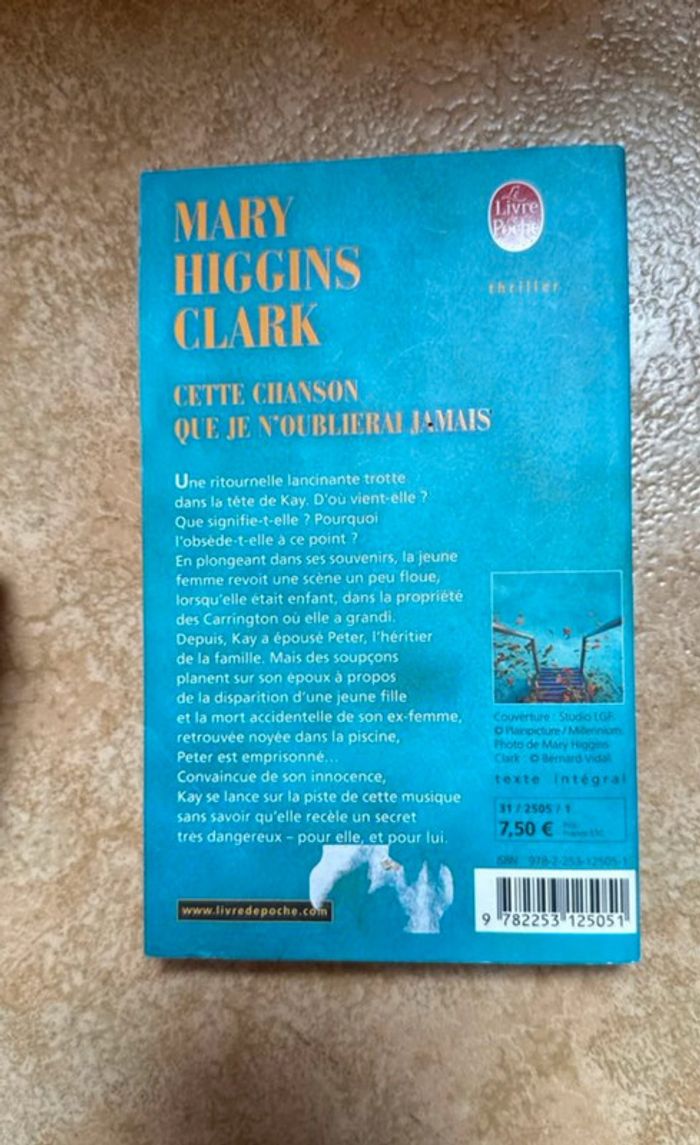 MARY
HIGGINS
CLARK
Le
Livre
de
Poche
thriller
CETTE CHANSON
QUE JE N'OUBLIERAI JAMAIS
Une ritournelle lancinante trotte
dans la tête de Kay. D'où vient-elle ?
Que signifie-t-elle ? Pourquoi
l'obsède-t-elle à ce point ?
En plongeant dans ses souvenirs, la jeune
femme revoit une scène un peu floue,
lorsqu'elle était enfant, dans la propriété
des Carrington où elle a grandi.
Depuis, Kay a épousé Peter, l'héritier
de la famille. Mais des soupçons
planent sur son époux à propos
de la disparition d'une jeune fille
et la mort accidentelle de son ex-femme,
retrouvée noyée dans la piscine,
Peter est emprisonné...
Convaincue de son innocence,
Kay se lance sur la piste de cette musique
sans savoir qu'elle recèle un secret
très dangereux – pour elle, et pour lui.
Couverture : Studio LGF.
© Plainpicture / Millennium.
Photo de Mary Higgins
Clark : © Bernard Vidal.
texte intégral
31 / 2505 / 1
7,50 €
Prix
France TTC
ISBN 978-2-253-12505-1
9 782253 125051
www.livredepoche.com